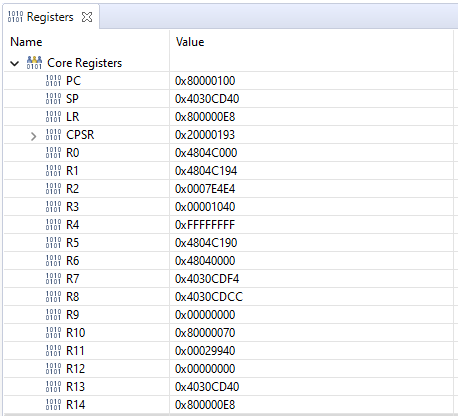 Registers
Name Value
Core Registers
PC 0x80000100
SP 0x4030CD40
LR 0x800000E8
CPSR 0x20000193
R0 0x4804C000
R1 0x4804C194
R2 0x0007E4E4
R3 0x00001040
R4 0xFFFFFFFF
R5 0x4804C190
R6 0x48040000
R7 0x4030CDF4
R8 0x4030CDCC
R9 0x00000000
R10 0x80000070
R11 0x00029940
R12 0x00000000
R13 0x4030CD40
R14 0x800000E8